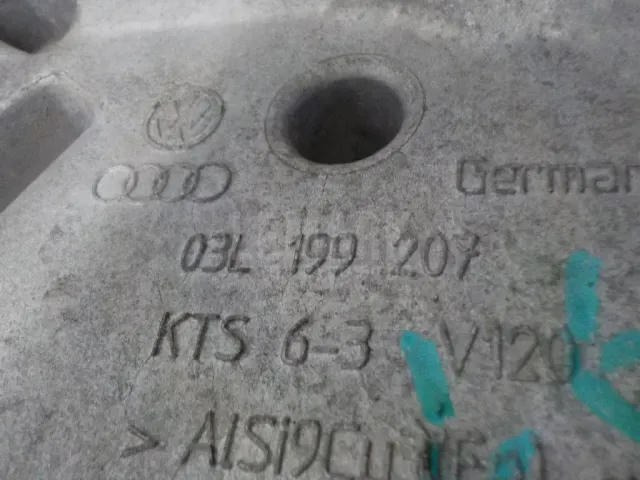 German
03L 199 207
KTS 6-3 V120
> AlSi9Cu